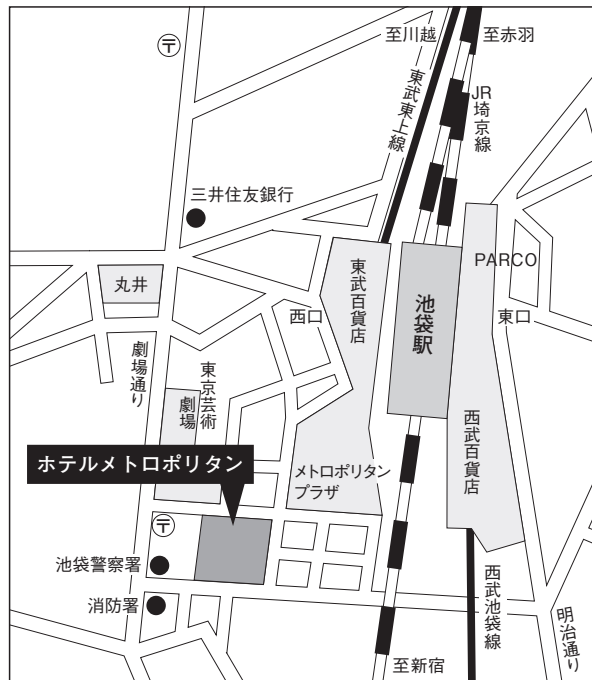 至川越
至赤羽
〒
東武東上線
JR埼京線
三井住友銀行
PARCO
丸井
東武百貨店
池袋駅
西口
東口
劇場通り
東京芸術
劇場
西武百貨店
ホテルメトロポリタン
メトロポリタン
プラザ
〒
池袋警察署
西武池袋線
消防署
明治通り
至新宿